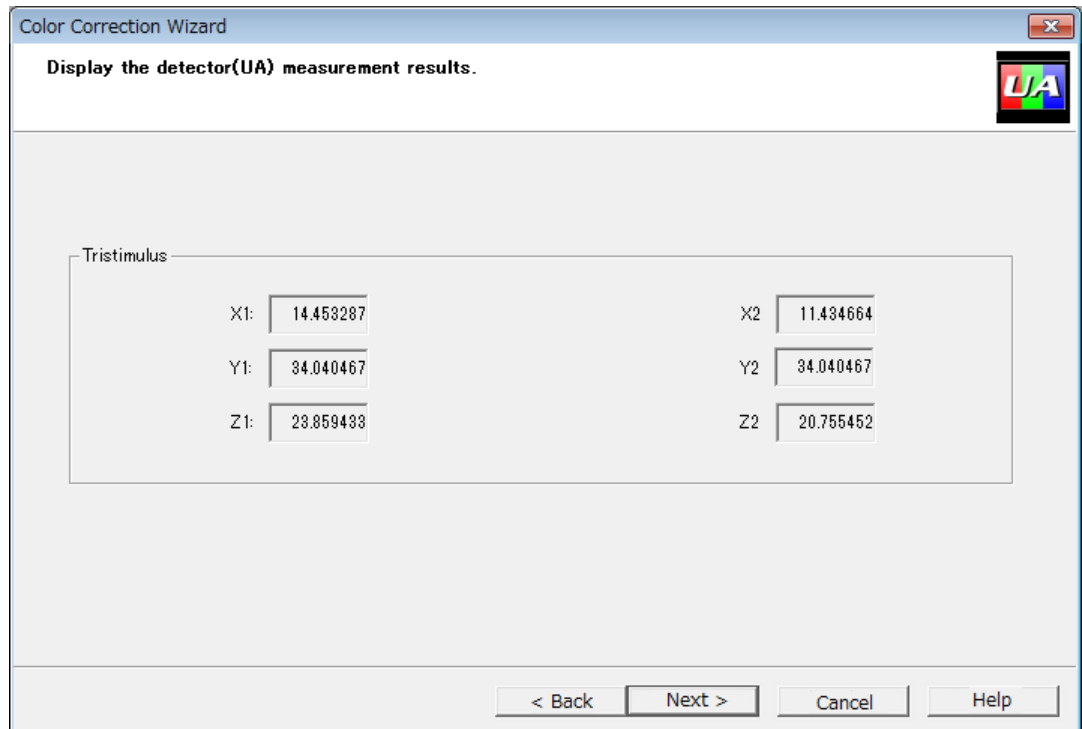 Color Correction Wizard
Display the detector(UA) measurement results.
UA
Tristimulus
X1: 14.453287 X2 11.434664
Y1: 34.040467 Y2 34.040467
Z1: 23.859433 Z2 20.755452
< Back Next > Cancel Help